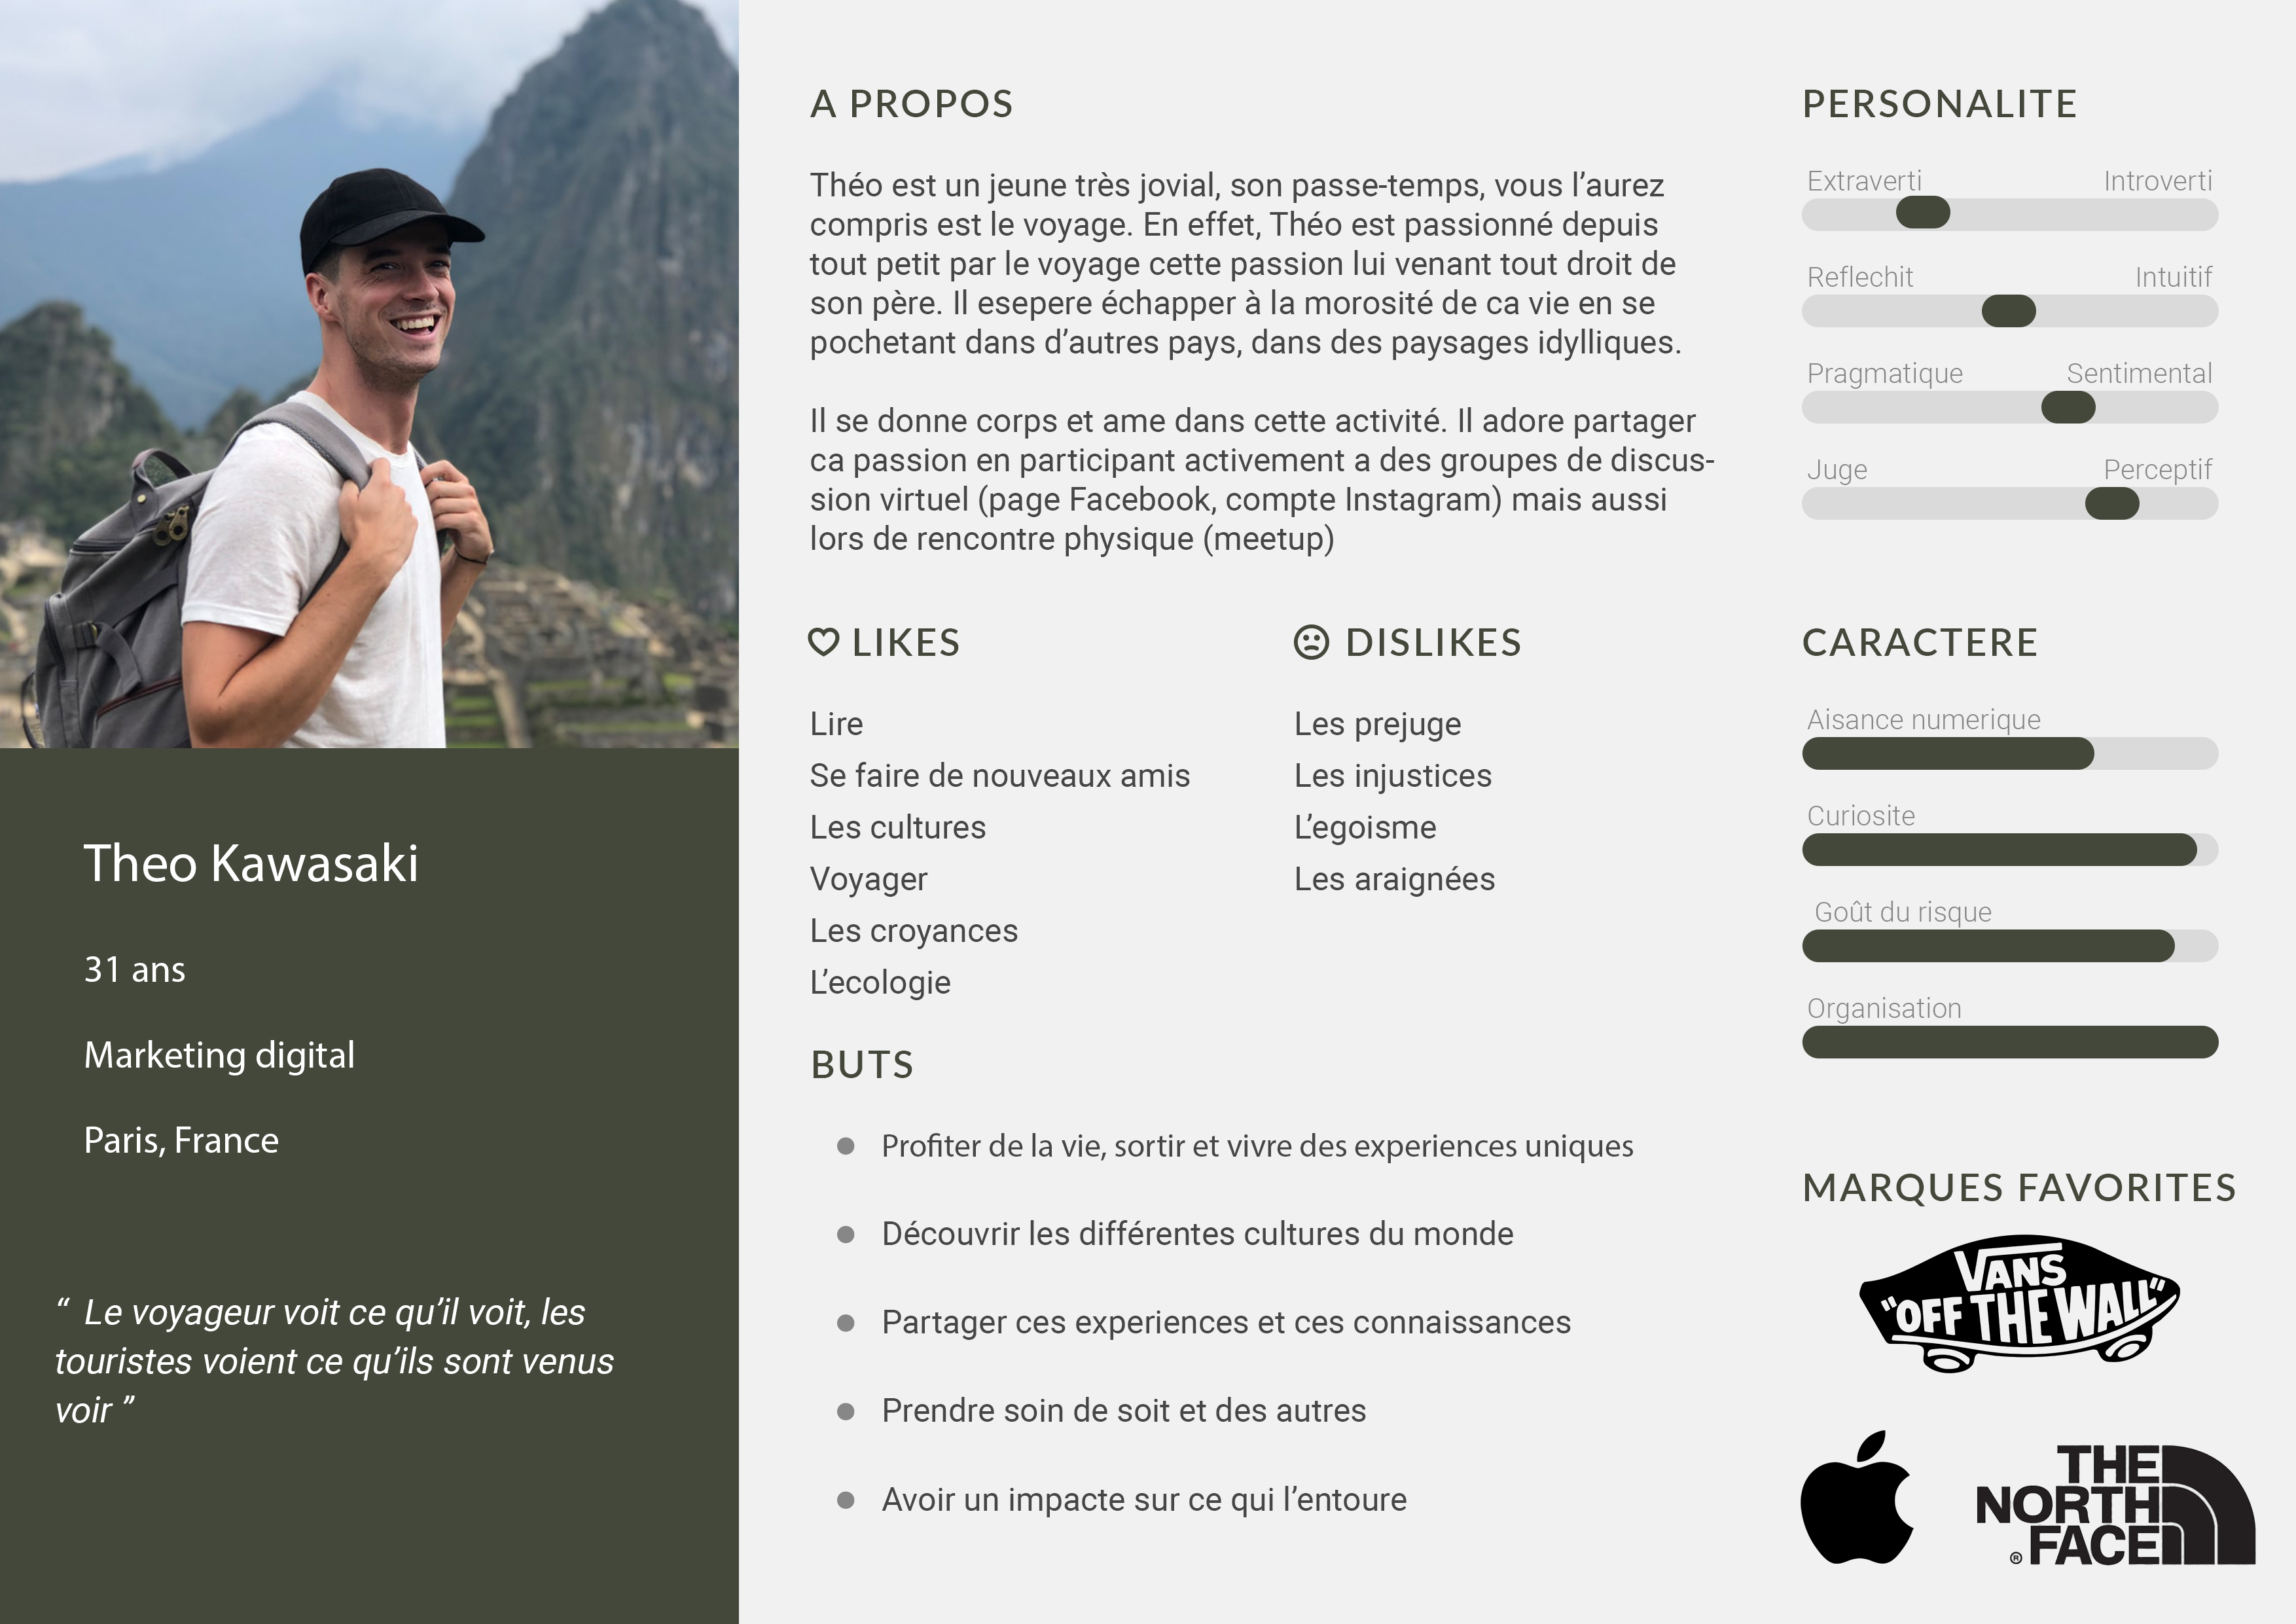 Theo Kawasaki
31 ans
Marketing digital
Paris, France
“ Le voyageur voit ce qu’il voit, les
touristes voient ce qu’ils sont venus
voir ”
A PROPOS
Théo est un jeune très jovial, son passe-temps, vous l’aurez
compris est le voyage. En effet, Théo est passionné depuis
tout petit par le voyage cette passion lui venant tout droit de
son père. Il esepere échapper à la morosité de ca vie en se
pochetant dans d’autres pays, dans des paysages idylliques.
Il se donne corps et ame dans cette activité. Il adore partager
ca passion en participant activement a des groupes de discus-
sion virtuel (page Facebook, compte Instagram) mais aussi
lors de rencontre physique (meetup)
LIKES
Lire
Se faire de nouveaux amis
Les cultures
Voyager
Les croyances
L’ecologie
DISLIKES
Les prejuge
Les injustices
L’egoisme
Les araignées
BUTS
Profiter de la vie, sortir et vivre des experiences uniques
Découvrir les différentes cultures du monde
Partager ces experiences et ces connaissances
Prendre soin de soit et des autres
Avoir un impacte sur ce qui l’entoure
PERSONALITE
Extraverti Introverti
Reflechit Intuitif
Pragmatique Sentimental
Juge Perceptif
CARACTERE
Aisance numerique
Curiosite
Goût du risque
Organisation
MARQUES FAVORITES
VANS
"OFF THE WALL"
THE
NORTH
® FACE